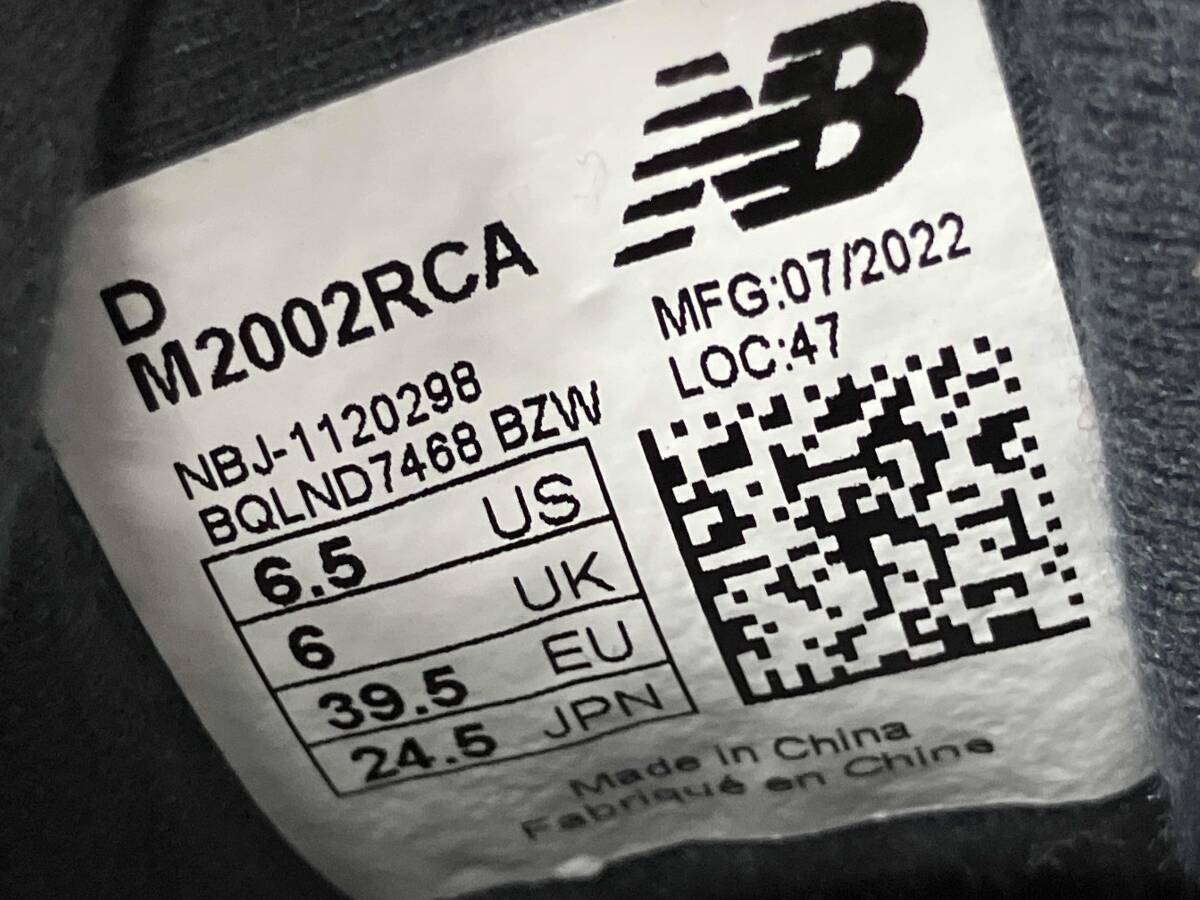 NB
D
M2002RCA
MFG:07/2022
LOC:47
NBJ-1120298
BQLND7468 BZW
6.5 US
6 UK
39.5 EU
24.5 JPN
Made in China
Fabriqué en Chine